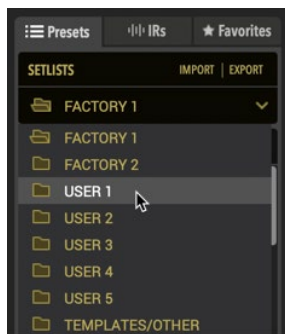 Presets IRs Favorites
SETLISTS IMPORT | EXPORT
FACTORY 1
FACTORY 1
FACTORY 2
USER 1
USER 2
USER 3
USER 4
USER 5
TEMPLATES/OTHER